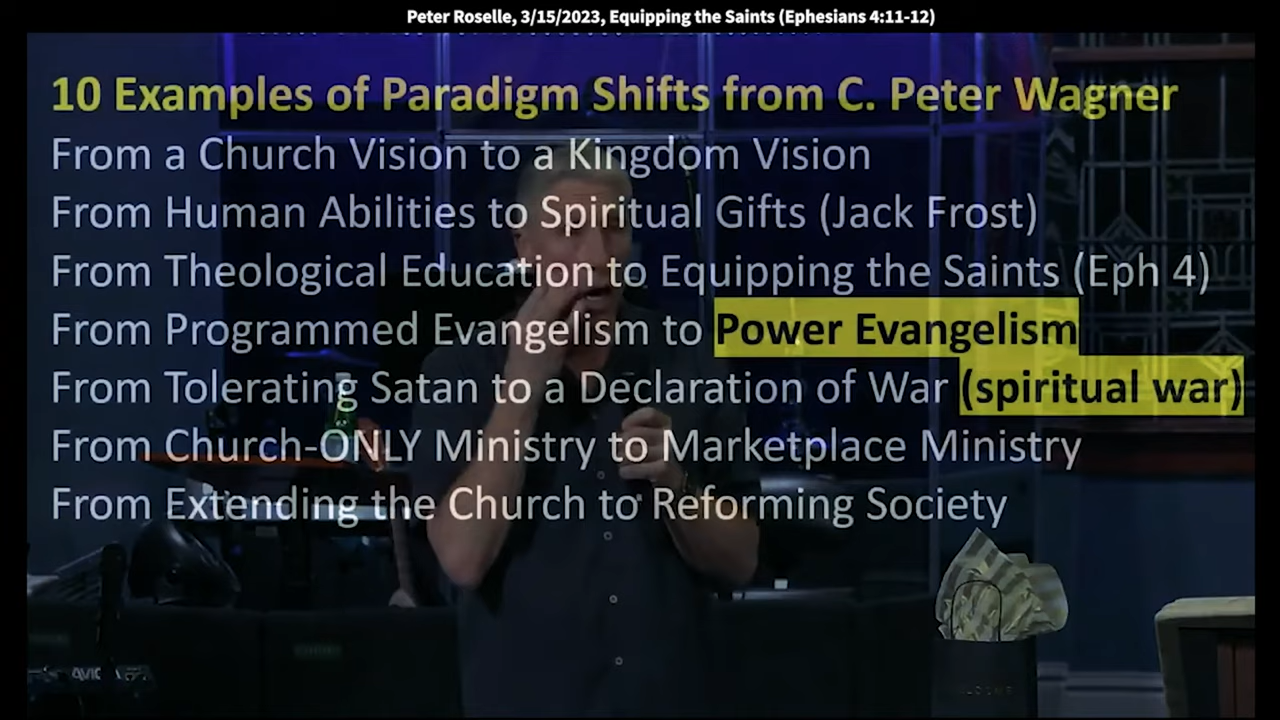 Peter Roselle, 3/15/2023, Equipping the Saints (Ephesians 4:11-12)
10 Examples of Paradigm Shifts from C. Peter Wagner
From a Church Vision to a Kingdom Vision
From Human Abilities to Spiritual Gifts (Jack Frost)
From Theological Education to Equipping the Saints (Eph 4)
From Programmed Evangelism to Power Evangelism
From Tolerating Satan to a Declaration of War (spiritual war)
From Church-ONLY Ministry to Marketplace Ministry
From Extending the Church to Reforming Society